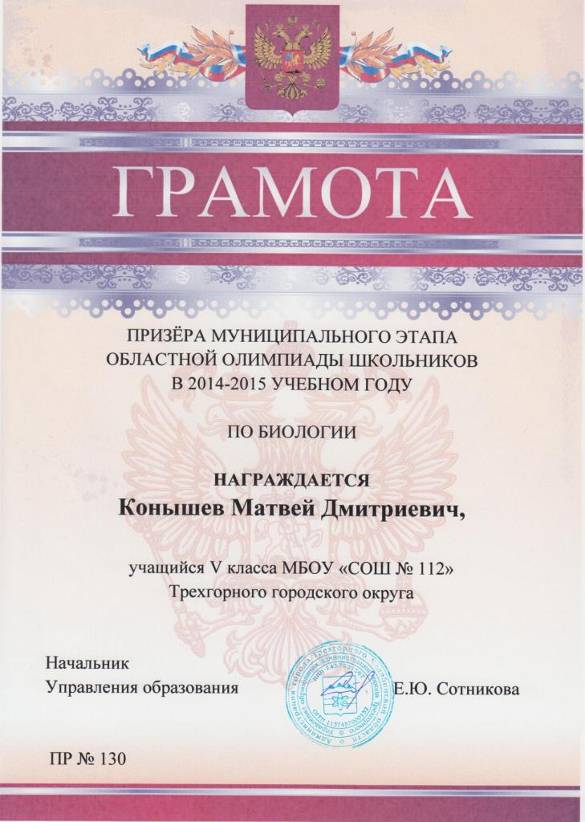 ГРАМОТА
ПРИЗЁРА МУНИЦИПАЛЬНОГО ЭТАПА
ОБЛАСТНОЙ ОЛИМПИАДЫ ШКОЛЬНИКОВ
В 2014-2015 УЧЕБНОМ ГОДУ
ПО БИОЛОГИИ
НАГРАЖДАЕТСЯ
Конышев Матвей Дмитриевич,
учащийся V класса МБОУ «СОШ № 112»
Трехгорного городского округа
Начальник
Управления образования
Е.Ю. Сотникова
ПР № 130